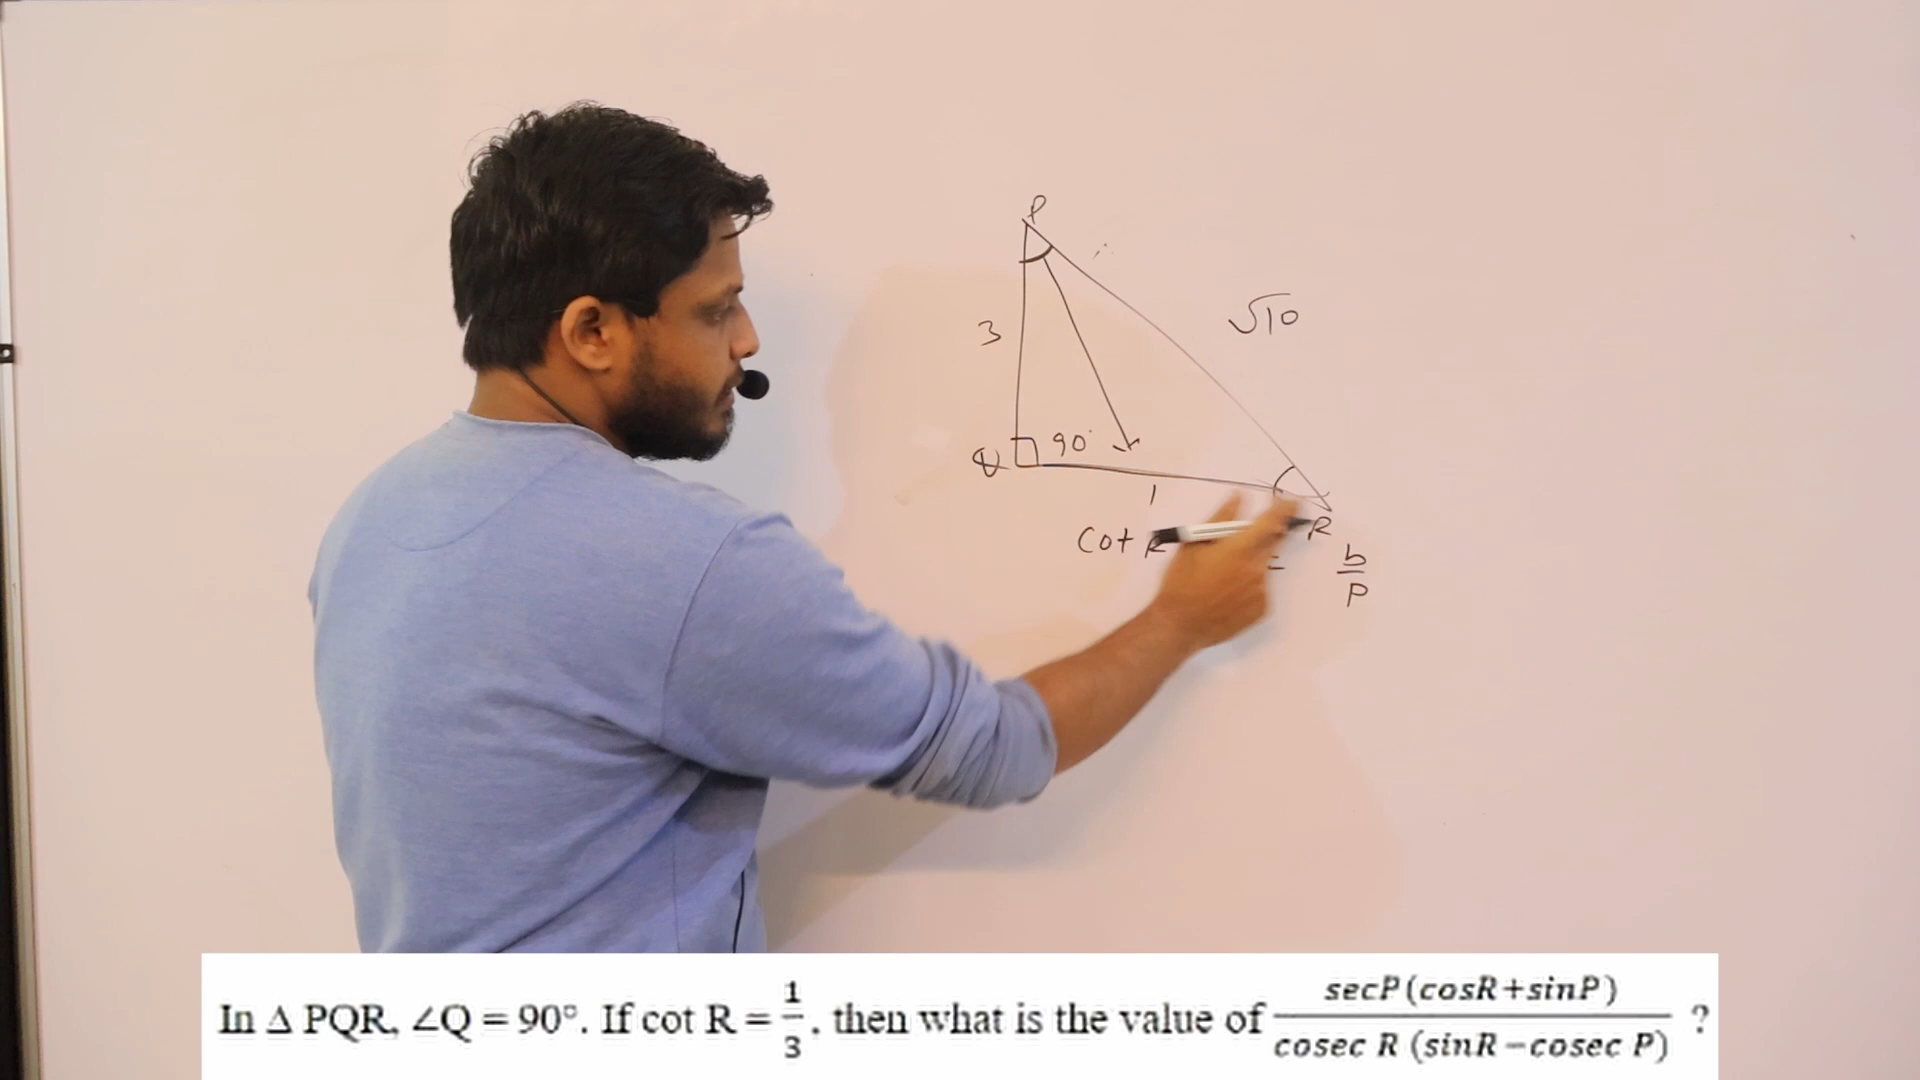 P
3
√10
Q 90°
1
R
cot R = b/P
In Δ PQR, ∠Q = 90°. If cot R = 1/3, then what is the value of secP(cosR+sinP)/cosec R (sinR−cosec P) ?